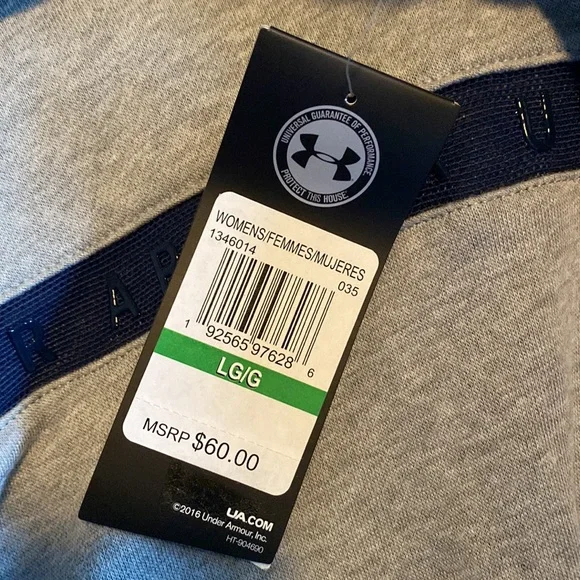 UNIVERSAL GUARANTEE OF PERFORMANCE
PROTECT THIS HOUSE
WOMENS/FEMMES/MUJERES
1346014
035
1 92565 97628 6
LG/G
MSRP $60.00
UA.COM
©2016 Under Armour, Inc.
HT-904690
R A R
U